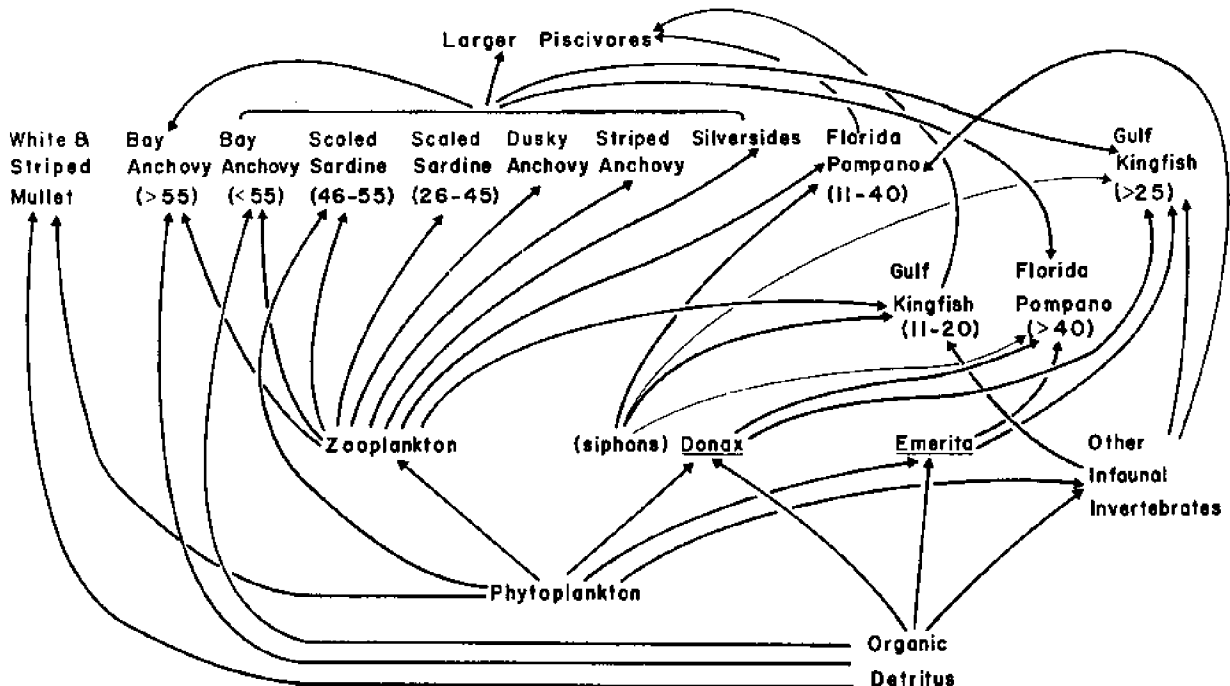 Larger Piscivores
White &
Striped
Mullet
Bay
Anchovy
(>55)
Bay
Anchovy
(<55)
Scaled
Sardine
(46-55)
Scaled
Sardine
(26-45)
Dusky
Anchovy
Striped
Anchovy
Silversides
Florida
Pompano
(11-40)
Gulf
Kingfish
(>25)
Gulf
Kingfish
(11-20)
Florida
Pompano
(>40)
Zooplankton
(siphons) Donax
Emerita
Other
Infaunal
Invertebrates
Phytoplankton
Organic
Detritus